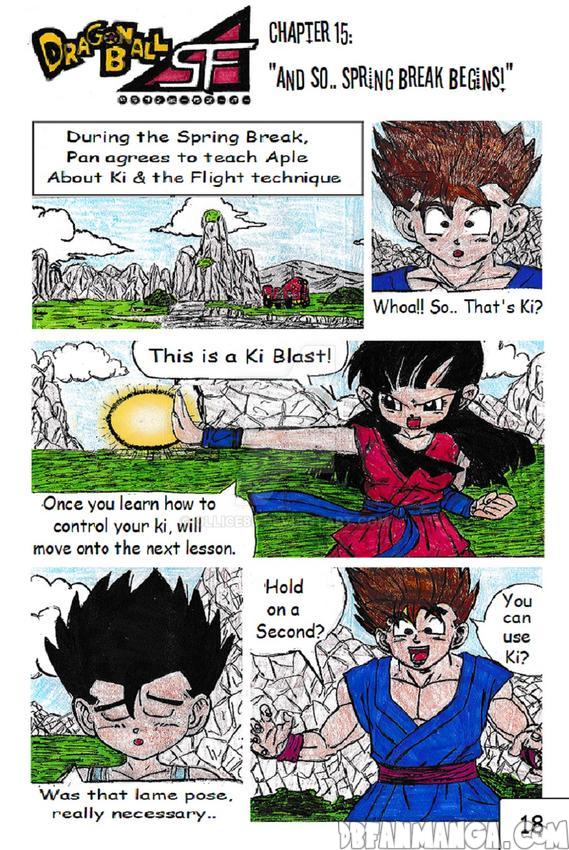 DRAGON BALL SF
CHAPTER 15:
"AND SO.. SPRING BREAK BEGINS!"
During the Spring Break,
Pan agrees to teach Aple
About Ki & the Flight technique
Whoa!! So.. That's Ki?
This is a Ki Blast!
Once you learn how to
control your ki, will
move onto the next lesson.
Hold
on a
Second?
You
can
use
Ki?
Was that lame pose,
really necessary..
18
DBFANMANGA.COM